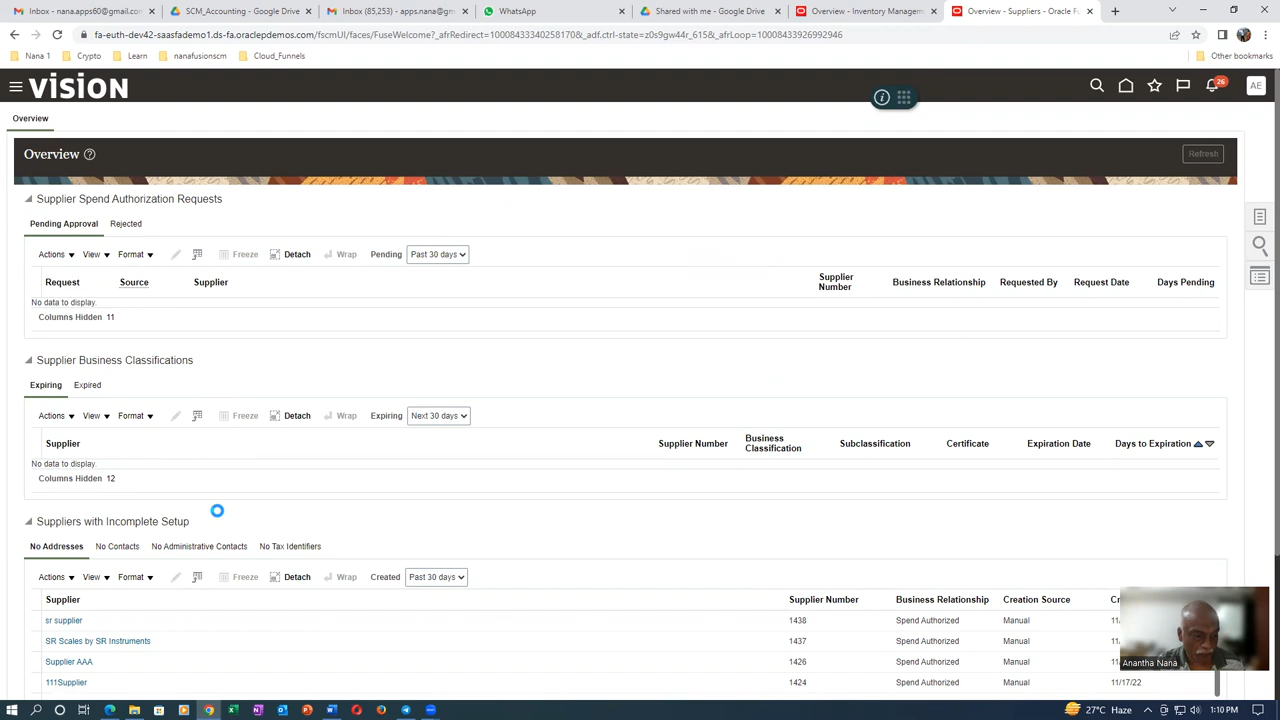 Inbox - nana.apps60@gmail.com
SCM_Accounting - Google Drive
Inbox (85,253) - apps.nana@gm
WhatsApp
Shared with me - Google Drive
Overview - Inventory Managem
Overview - Suppliers - Oracle Fu
fa-euth-dev42-saasfademo1.ds-fa.oraclepdemos.com/fscmUI/faces/FuseWelcome?_afrRedirect=10008433340258170&_adf.ctrl-state=z0s9gw4r_615&_afrLoop=10008433926992946
Nana 1
Crypto
Learn
nanafusionscm
Cloud_Funnels
Other bookmarks
VISION
26
AE
Overview
Overview
Refresh
Supplier Spend Authorization Requests
Pending Approval Rejected
Actions View Format Freeze Detach Wrap Pending Past 30 days
Request Source Supplier Supplier Number Business Relationship Requested By Request Date Days Pending
No data to display.
Columns Hidden 11
Supplier Business Classifications
Expiring Expired
Actions View Format Freeze Detach Wrap Expiring Next 30 days
Supplier Supplier Number Business Classification Subclassification Certificate Expiration Date Days to Expiration
No data to display.
Columns Hidden 12
Suppliers with Incomplete Setup
No Addresses No Contacts No Administrative Contacts No Tax Identifiers
Actions View Format Freeze Detach Wrap Created Past 30 days
Supplier Supplier Number Business Relationship Creation Source
sr supplier 1438 Spend Authorized Manual
SR Scales by SR Instruments 1437 Spend Authorized Manual
Supplier AAA 1426 Spend Authorized Manual
111Supplier 1424 Spend Authorized Manual 11/17/22
Anantha Nana
27°C Haze
1:10 PM